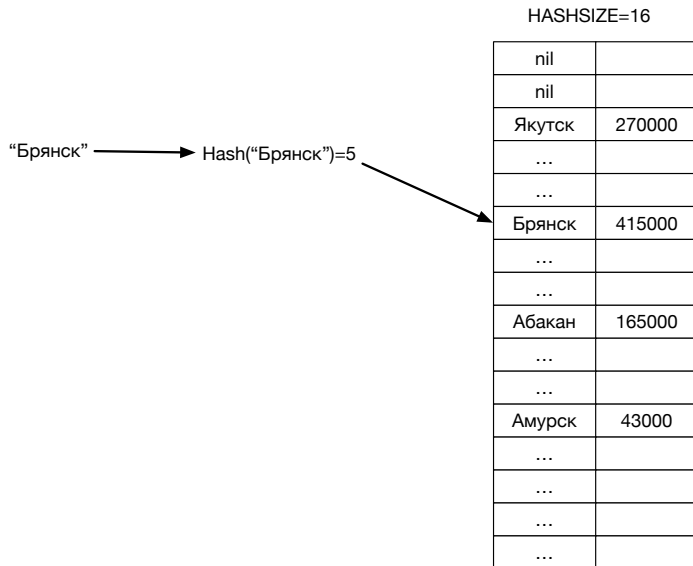 HASHSIZE=16
nil
nil
Якутск 270000
...
...
“Брянск” Hash(“Брянск”)=5
Брянск 415000
...
...
Абакан 165000
...
...
Амурск 43000
...
...
...
...